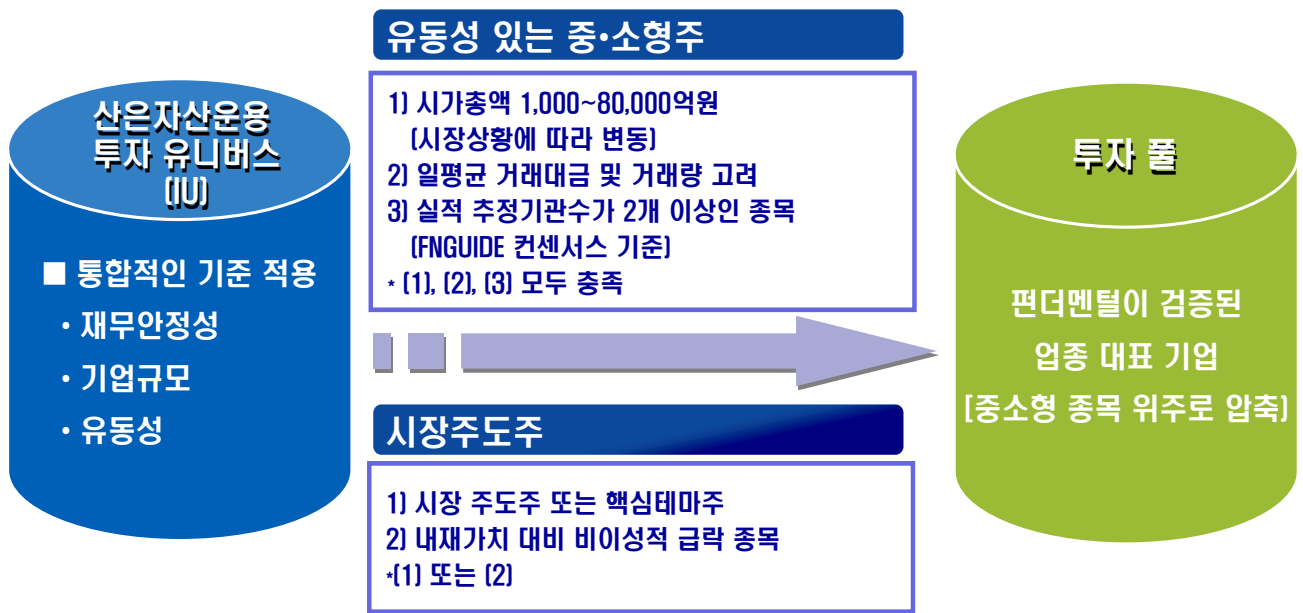 유동성 있는 중•소형주
산은자산운용
투자 유니버스
(IU)
■ 통합적인 기준 적용
• 재무안정성
• 기업규모
• 유동성
1) 시가총액 1,000~80,000억원
(시장상황에 따라 변동)
2) 일평균 거래대금 및 거래량 고려
3) 실적 추정기관수가 2개 이상인 종목
(FNGUIDE 컨센서스 기준)
* (1), (2), (3) 모두 충족
시장주도주
1) 시장 주도주 또는 핵심테마주
2) 내재가치 대비 비이성적 급락 종목
*(1) 또는 (2)
투자 풀
펀더멘털이 검증된
업종 대표 기업
[중소형 종목 위주로 압축]